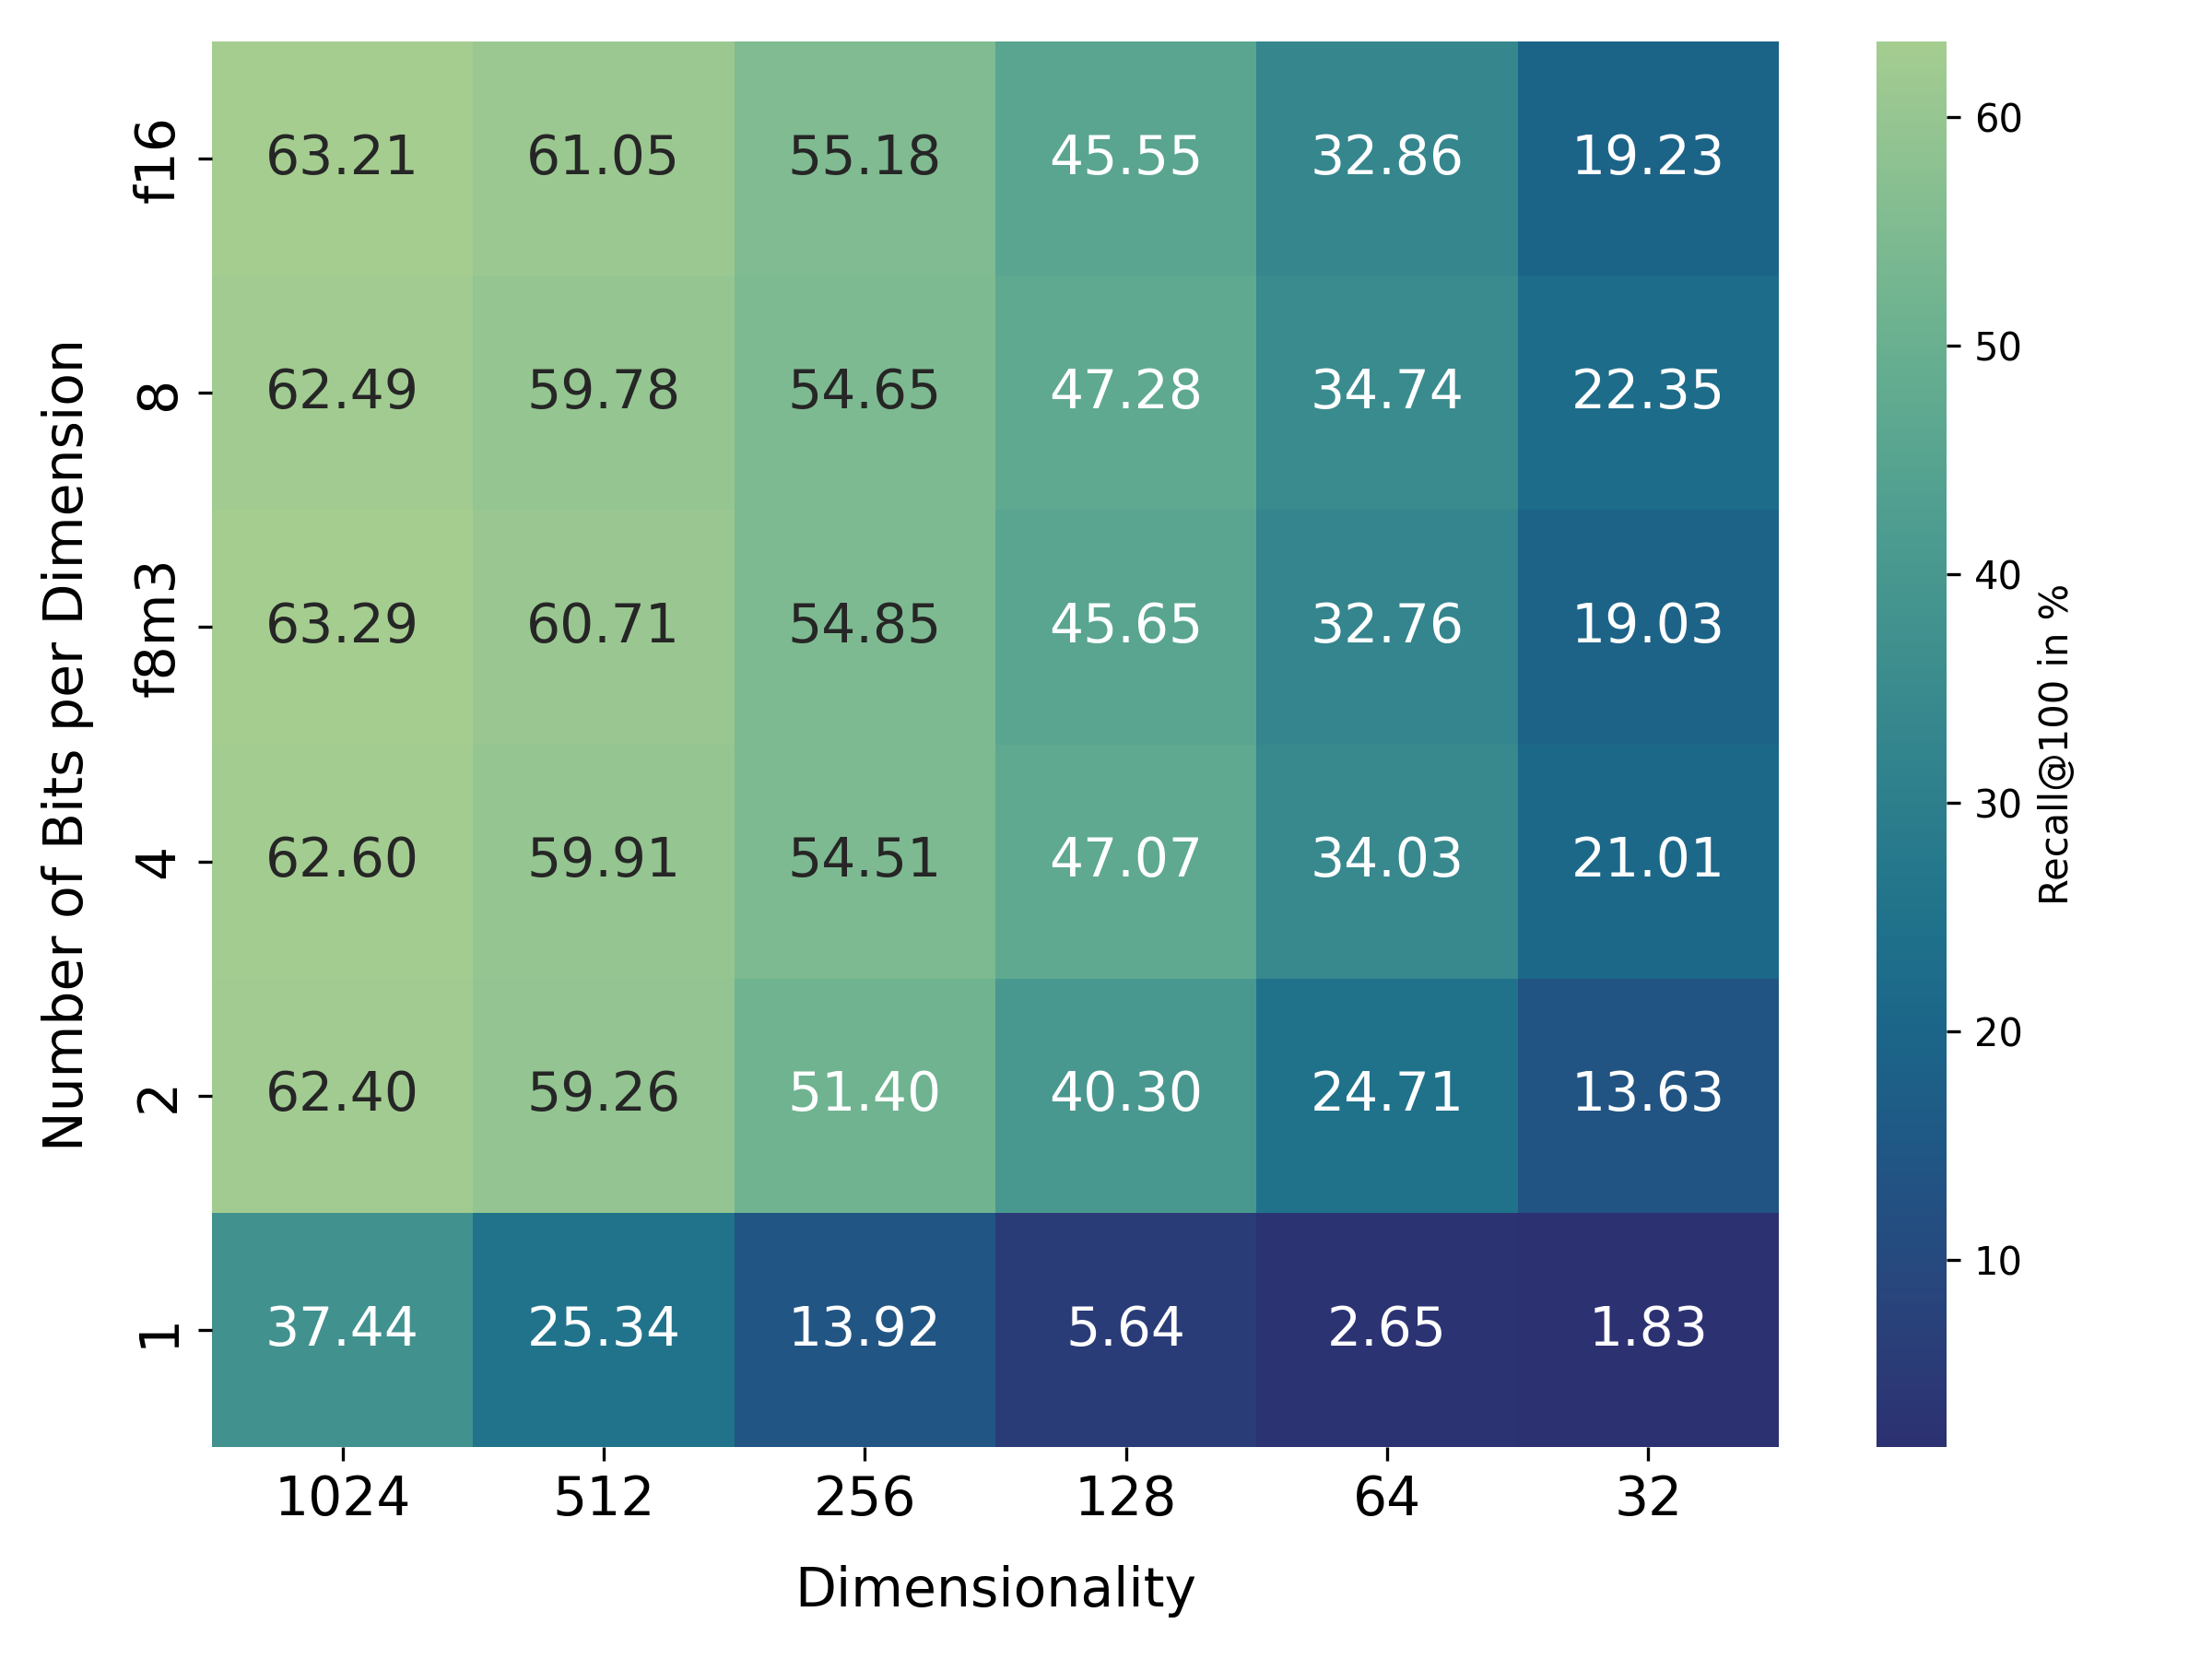 Number of Bits per Dimension
f16 63.21 61.05 55.18 45.55 32.86 19.23
8 62.49 59.78 54.65 47.28 34.74 22.35
f8m3 63.29 60.71 54.85 45.65 32.76 19.03
4 62.60 59.91 54.51 47.07 34.03 21.01
2 62.40 59.26 51.40 40.30 24.71 13.63
1 37.44 25.34 13.92 5.64 2.65 1.83
1024 512 256 128 64 32
Dimensionality
60
50
40
30
20
10
Recall@100 in %